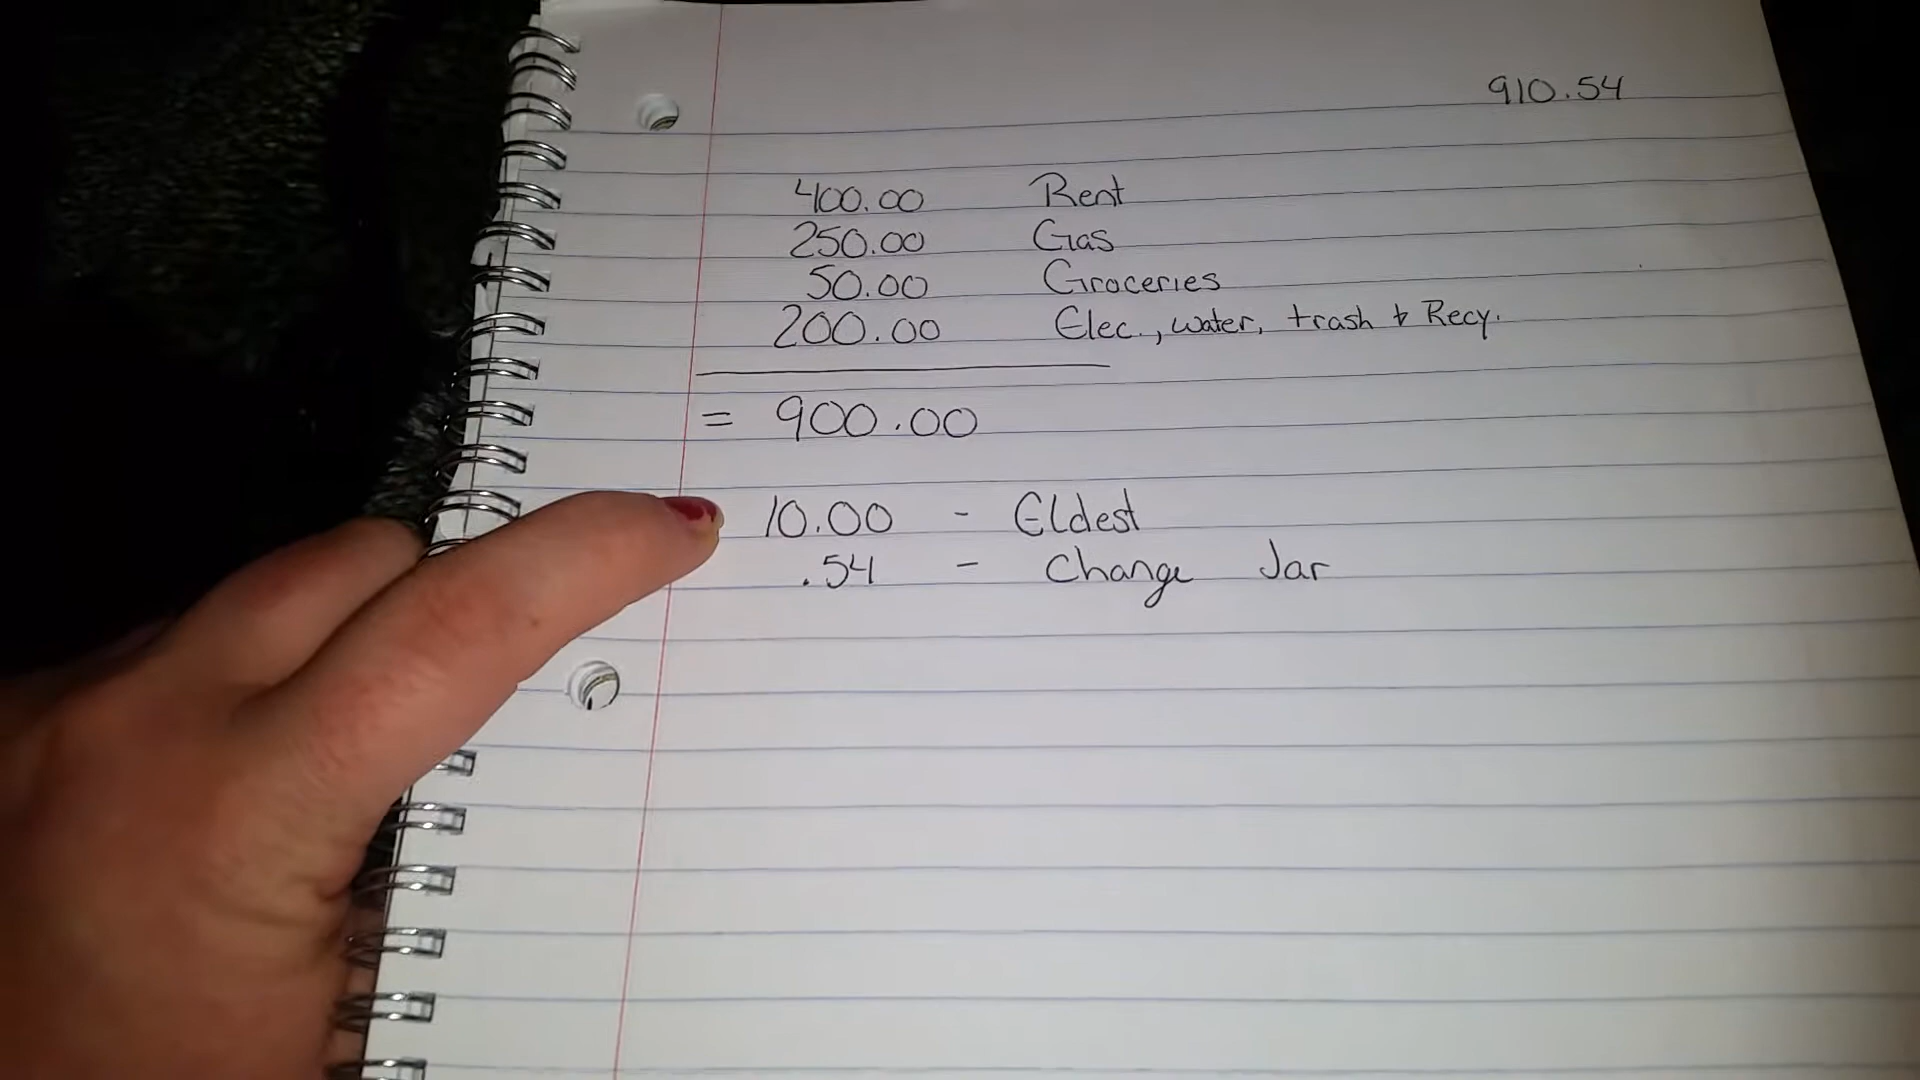 910.54
400.00 Rent
250.00 Gas
50.00 Groceries
200.00 Elec., water, trash & Recy.
= 900.00
10.00 - Eldest
.54 - Change Jar